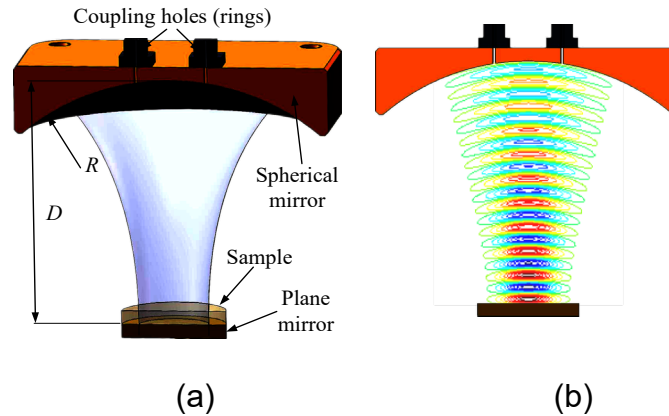 Coupling holes (rings)
R
D
Spherical
mirror
Sample
Plane
mirror
(a)
(b)